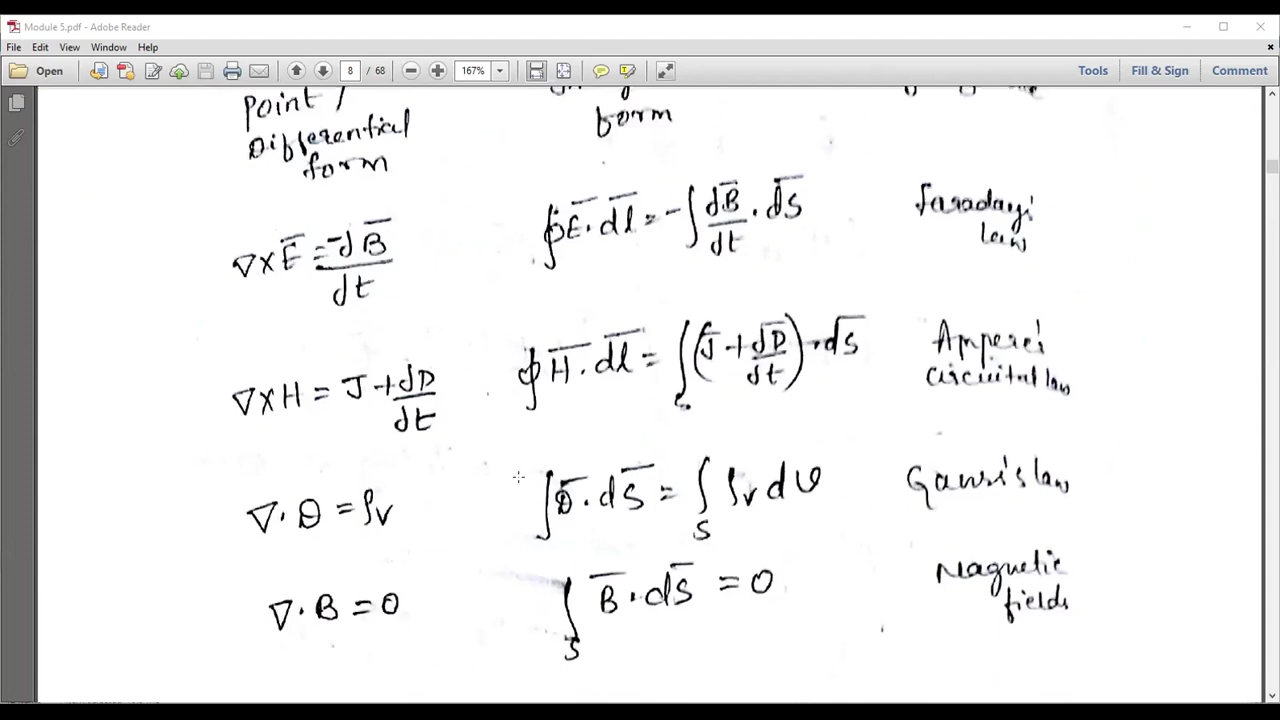 Module 5.pdf - Adobe Reader
File Edit View Window Help
Open 8 / 68 167% Tools Fill & Sign Comment
Point /
Differential
form
form
∇×E̅ = -dB̅/dt
∮E̅·dl̅ = -∫dB̅/dt·dS̅
Faraday's
law
∇×H = J+dD/dt
∮H̅·dl̅ = ∫(J̅+dD̅/dt)·dS̅
Ampere's
circuital law
∇·D = ρv
∫D̅·dS̅ = ∫S ρv dv
Gauss's law
∇·B = 0
∫S B̅·dS̅ = 0
Magnetic
fields